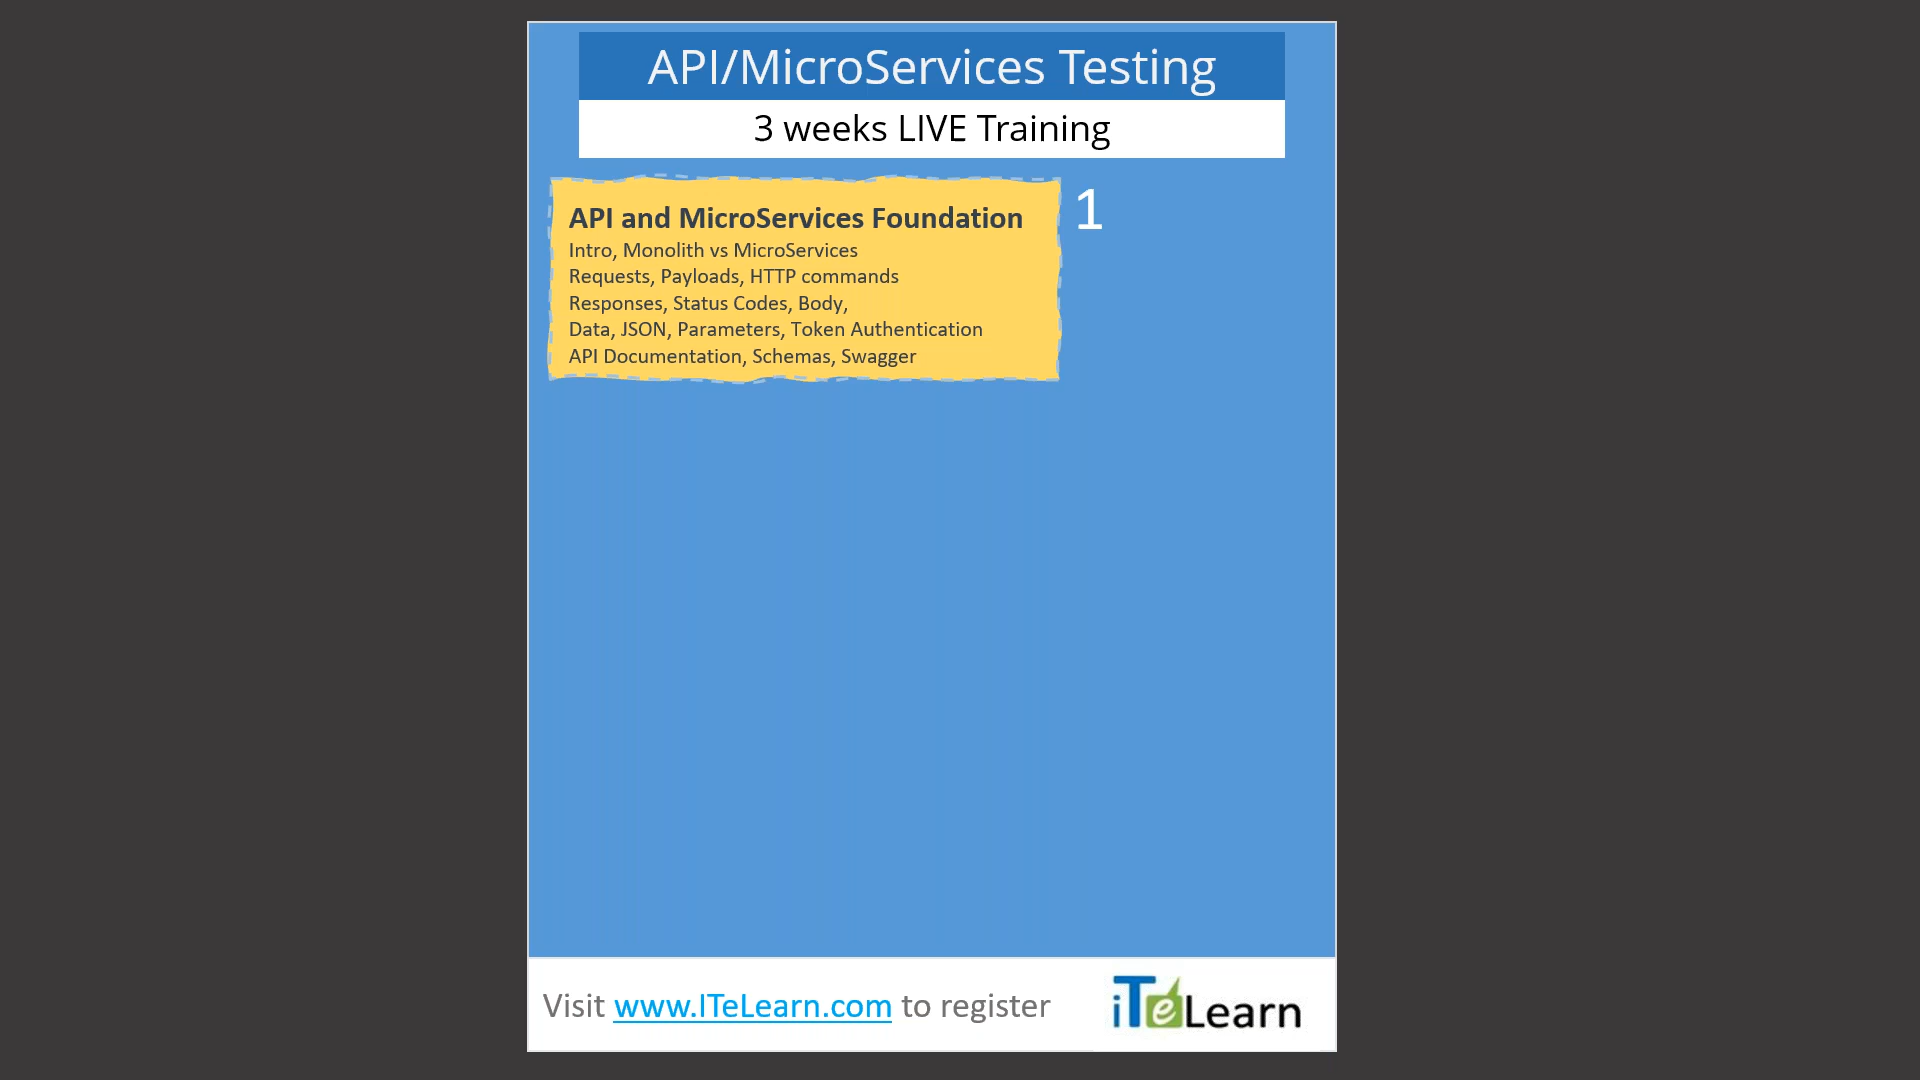 API/MicroServices Testing
3 weeks LIVE Training
API and MicroServices Foundation
1
Intro, Monolith vs MicroServices
Requests, Payloads, HTTP commands
Responses, Status Codes, Body,
Data, JSON, Parameters, Token Authentication
API Documentation, Schemas, Swagger
Visit www.ITeLearn.com to register
iTeLearn